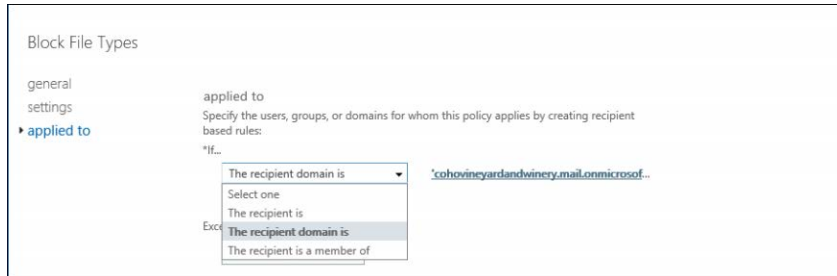 Block File Types
general
settings
applied to
applied to
Specify the users, groups, or domains for whom this policy applies by creating recipient
based rules:
*If...
The recipient domain is
'cohovineyardandwinery.mail.onmicrosof...
Select one
The recipient is
Exce
The recipient domain is
The recipient is a member of